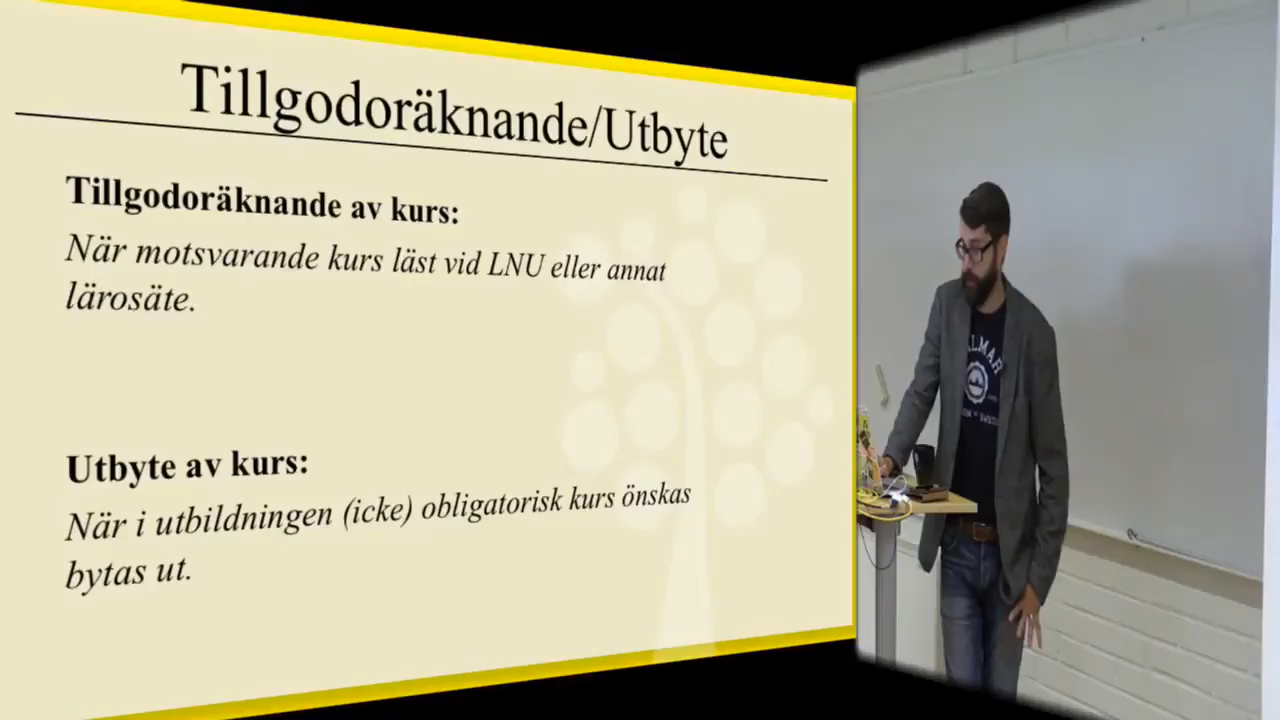 Tillgodoräknande/Utbyte
Tillgodoräknande av kurs:
När motsvarande kurs läst vid LNU eller annat
lärosäte.
Utbyte av kurs:
När i utbildningen (icke) obligatorisk kurs önskas
bytas ut.